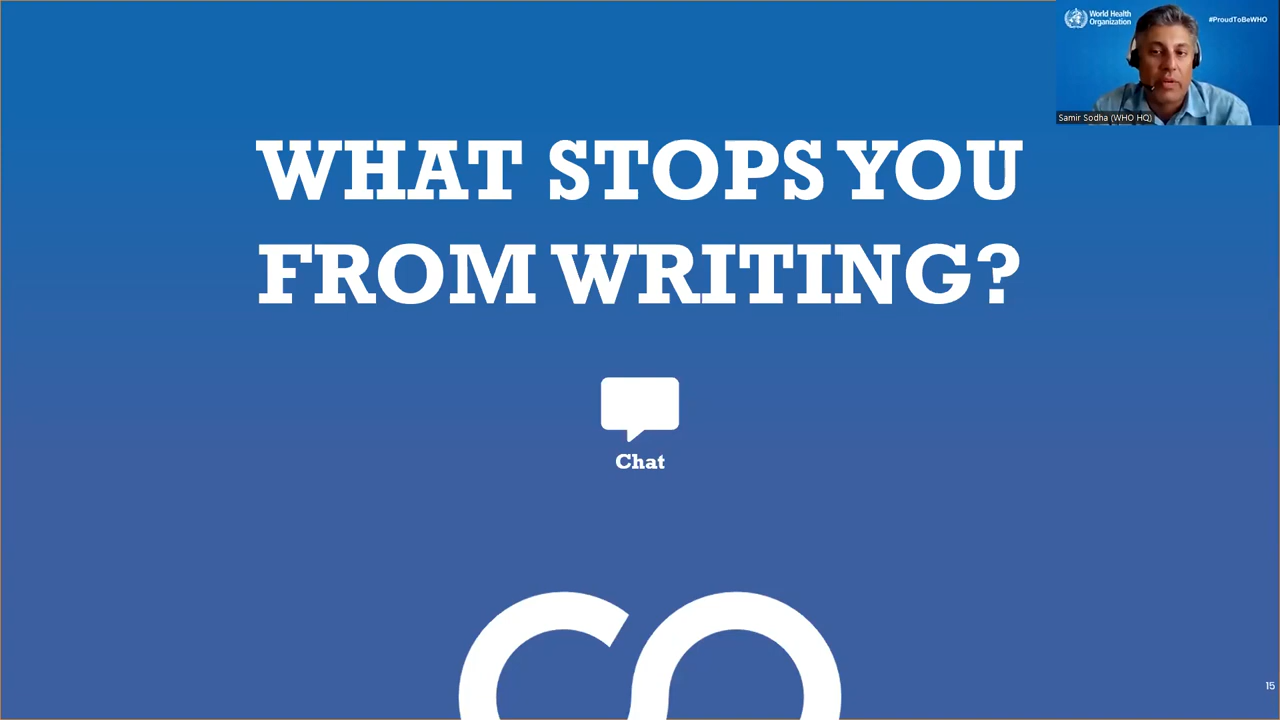 World Health
Organization
#ProudToBeWHO
Samir Sodha (WHO HQ)
WHAT STOPS YOU
FROM WRITING?
Chat
15